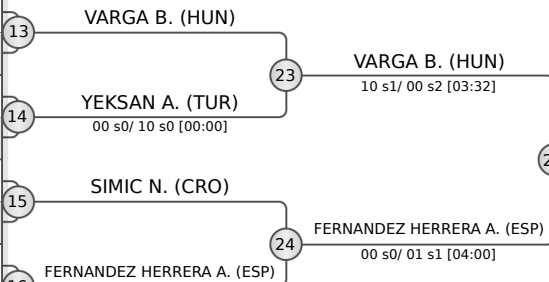 VARGA B. (HUN)
13
23
VARGA B. (HUN)
10 s1/ 00 s2 [03:32]
YEKSAN A. (TUR)
14
00 s0/ 10 s0 [00:00]
SIMIC N. (CRO)
15
24
FERNANDEZ HERRERA A. (ESP)
00 s0/ 01 s1 [04:00]
FERNANDEZ HERRERA A. (ESP)